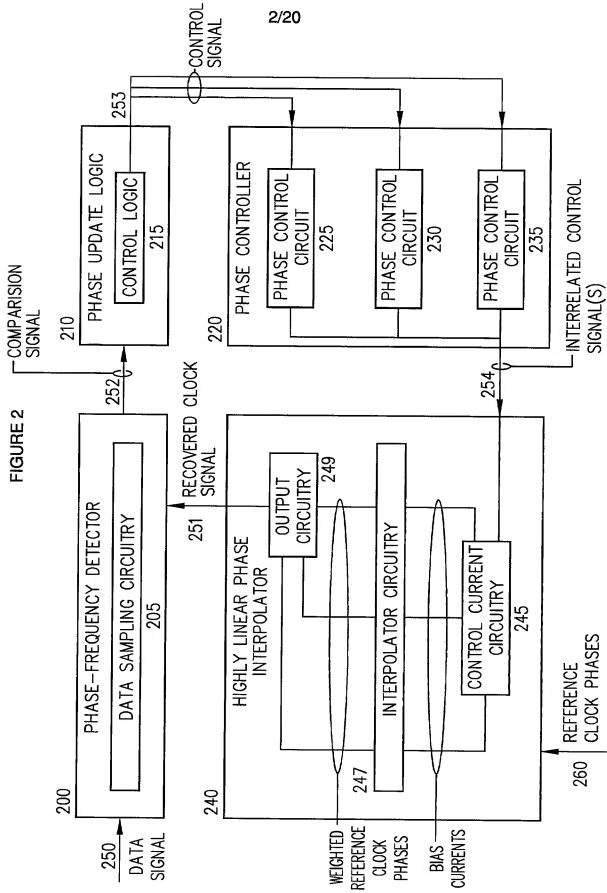 2/20
FIGURE 2
250
DATA
SIGNAL
200
PHASE-FREQUENCY DETECTOR
DATA SAMPLING CIRCUITRY
205
COMPARISION
SIGNAL
252
210
PHASE UPDATE LOGIC
CONTROL LOGIC
215
253
CONTROL
SIGNAL
RECOVERED CLOCK
SIGNAL
251
240
HIGHLY LINEAR PHASE
INTERPOLATOR
OUTPUT
CIRCUITRY
249
WEIGHTED
REFERENCE
CLOCK
PHASES
247
INTERPOLATOR CIRCUITRY
BIAS
CURRENTS
CONTROL CURRENT
CIRCUITRY
245
260
REFERENCE
CLOCK PHASES
220
PHASE CONTROLLER
PHASE CONTROL
CIRCUIT
225
PHASE CONTROL
CIRCUIT
230
PHASE CONTROL
CIRCUIT
235
254
INTERRELATED CONTROL
SIGNAL(S)